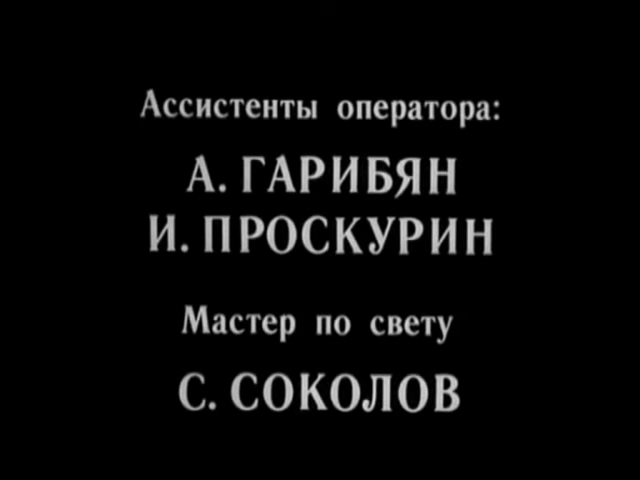 Ассистенты оператора:
А. ГАРИБЯН
И. ПРОСКУРИН
Мастер по свету
С. СОКОЛОВ